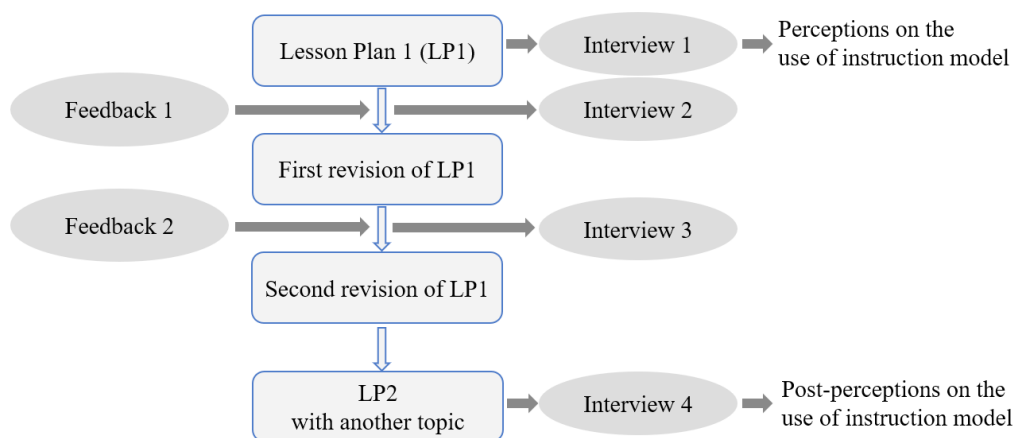 Lesson Plan 1 (LP1)
Interview 1
Perceptions on the
use of instruction model
Feedback 1
Interview 2
First revision of LP1
Feedback 2
Interview 3
Second revision of LP1
LP2
with another topic
Interview 4
Post-perceptions on the
use of instruction model